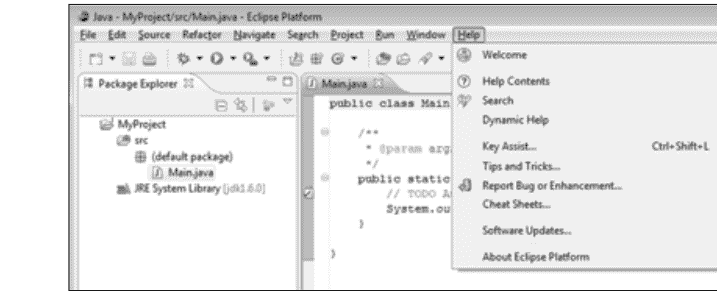 Java - MyProject/src/Main.java - Eclipse Platform
File Edit Source Refactor Navigate Search Project Run Window Help
Package Explorer
MyProject
src
(default package)
Main.java
JRE System Library [jdk1.6.0]
Main.java
public class Main
/**
* @param arg
*/
public static
// TODO A
System.ou
}
}
Welcome
Help Contents
Search
Dynamic Help
Key Assist... Ctrl+Shift+L
Tips and Tricks...
Report Bug or Enhancement...
Cheat Sheets...
Software Updates...
About Eclipse Platform